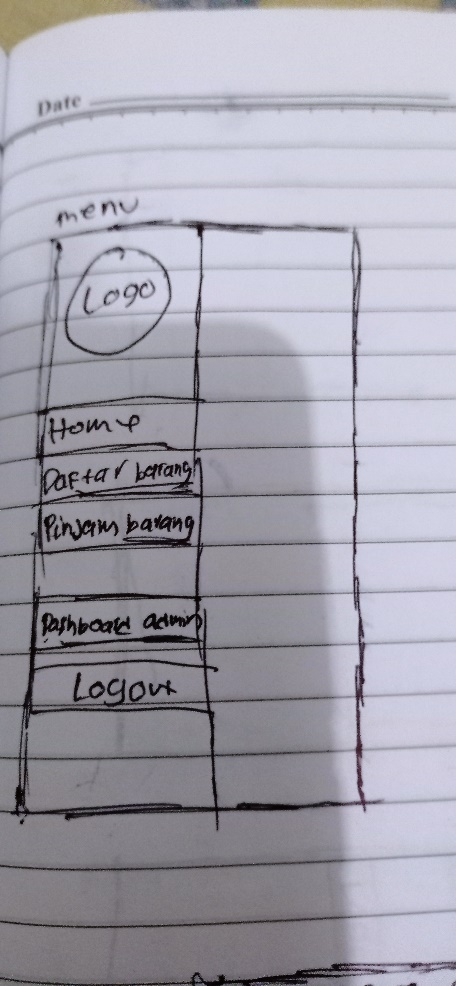 Date
menu
Logo
Home
Daftar barang
Pinjam barang
Dashboard admin
Logout